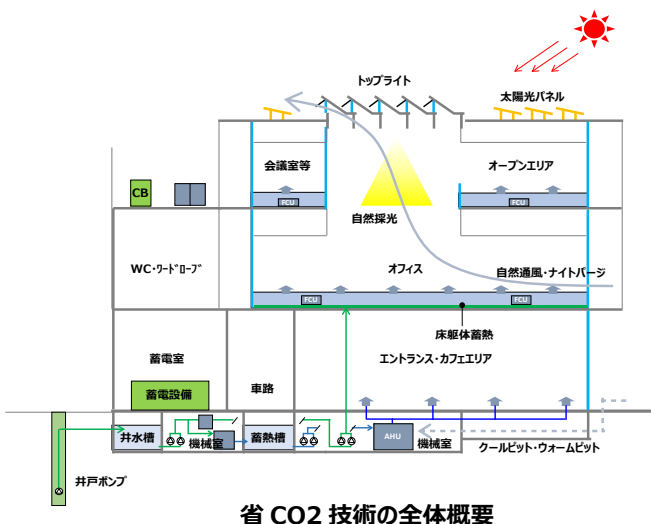 トップライト
太陽光パネル
会議室等
オープンエリア
CB
FCU
FCU
自然採光
WC・ワードローブ
オフィス
自然通風・ナイトパージ
FCU
FCU
床躯体蓄熱
蓄電室
エントランス・カフェエリア
車路
蓄電設備
井水槽
機械室
蓄熱槽
AHU
機械室
クールピット・ウォームピット
井戸ポンプ
省 CO2 技術の全体概要